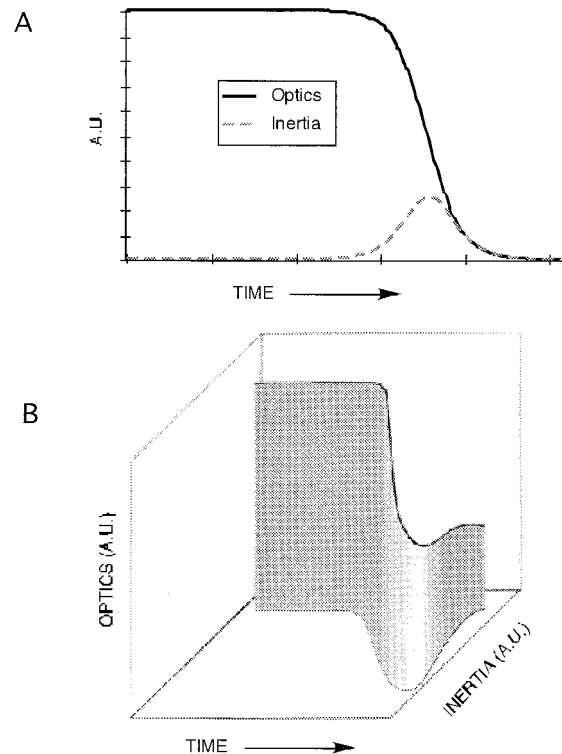 A
A.U.
Optics
Inertia
TIME
B
OPTICS (A.U.)
INERTIA (A.U.)
TIME